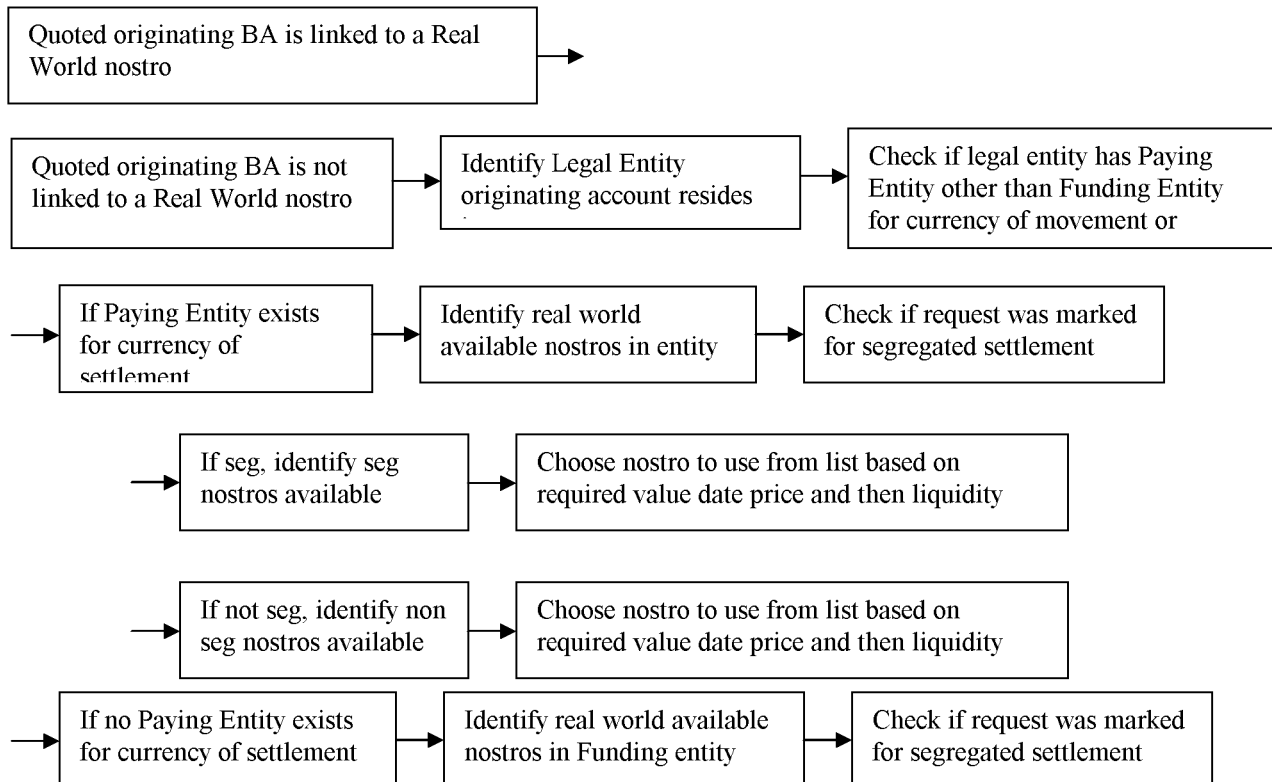 Quoted originating BA is linked to a Real
World nostro
Quoted originating BA is not
linked to a Real World nostro
Identify Legal Entity
originating account resides
Check if legal entity has Paying
Entity other than Funding Entity
for currency of movement or
If Paying Entity exists
for currency of
settlement
Identify real world
available nostros in entity
Check if request was marked
for segregated settlement
If seg, identify seg
nostros available
Choose nostro to use from list based on
required value date price and then liquidity
If not seg, identify non
seg nostros available
Choose nostro to use from list based on
required value date price and then liquidity
If no Paying Entity exists
for currency of settlement
Identify real world available
nostros in Funding entity
Check if request was marked
for segregated settlement